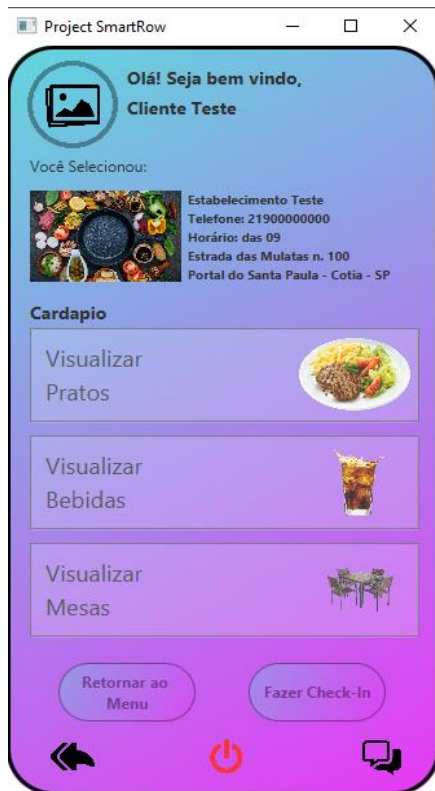 Project SmartRow
Olá! Seja bem vindo,
Cliente Teste
Você Selecionou:
Estabelecimento Teste
Telefone: 21900000000
Horário: das 09
Estrada das Mulatas n. 100
Portal do Santa Paula - Cotia - SP
Cardapio
Visualizar
Pratos
Visualizar
Bebidas
Visualizar
Mesas
Retornar ao
Menu
Fazer Check-In